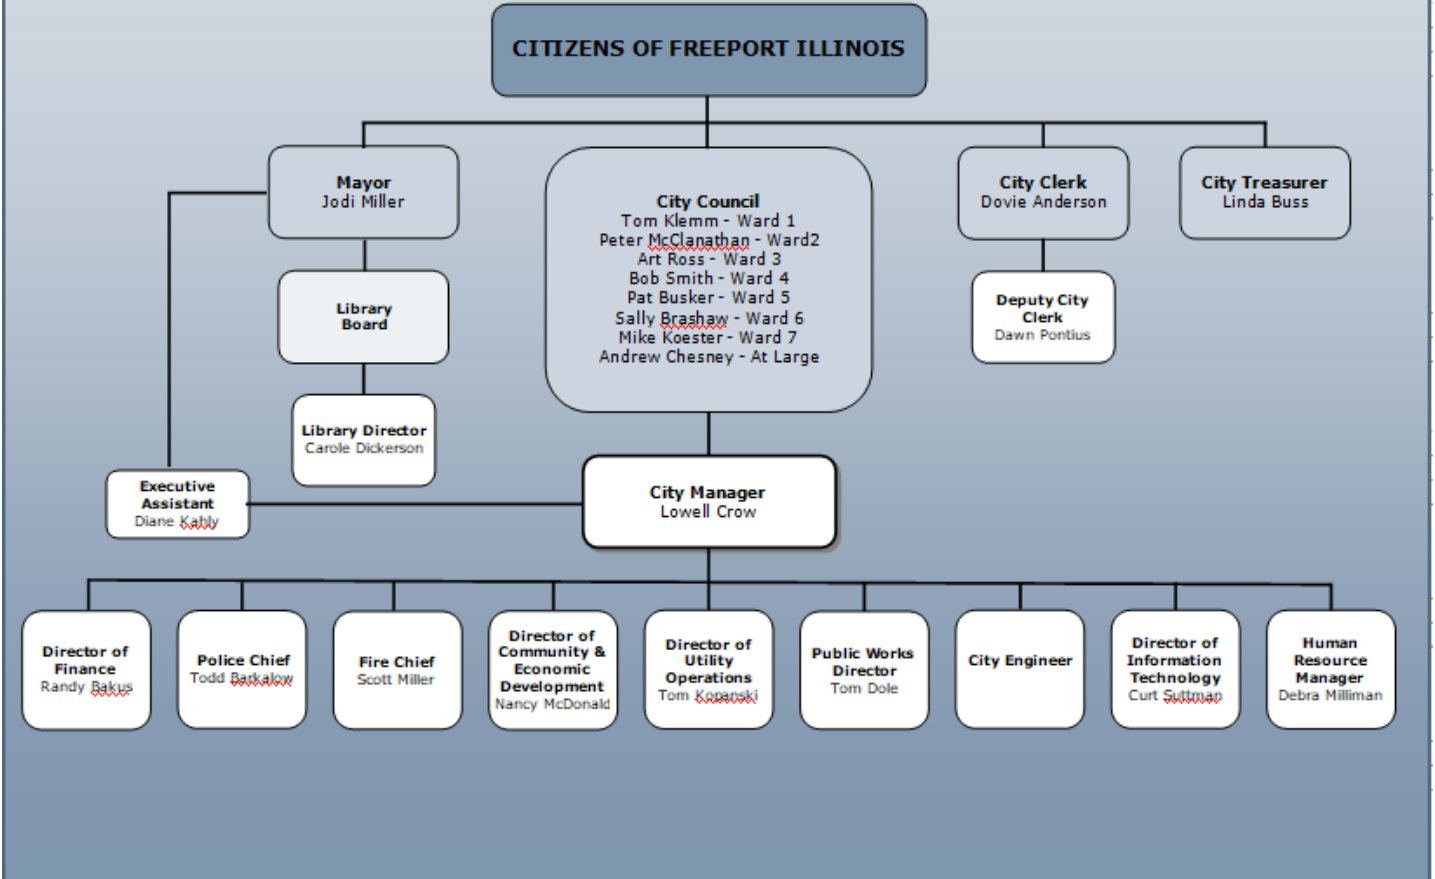 CITIZENS OF FREEPORT ILLINOIS
Mayor
Jodi Miller
City Council
Tom Klemm - Ward 1
Peter McClanathan - Ward2
Art Ross - Ward 3
Bob Smith - Ward 4
Pat Busker - Ward 5
Sally Brashaw - Ward 6
Mike Koester - Ward 7
Andrew Chesney - At Large
City Clerk
Dovie Anderson
City Treasurer
Linda Buss
Library
Board
Deputy City
Clerk
Dawn Pontius
Library Director
Carole Dickerson
Executive
Assistant
Diane Kahly
City Manager
Lowell Crow
Director of
Finance
Randy Bakus
Police Chief
Todd Barkalow
Fire Chief
Scott Miller
Director of
Community &
Economic
Development
Nancy McDonald
Director of
Utility
Operations
Tom Kopanski
Public Works
Director
Tom Dole
City Engineer
Director of
Information
Technology
Curt Suttman
Human
Resource
Manager
Debra Milliman